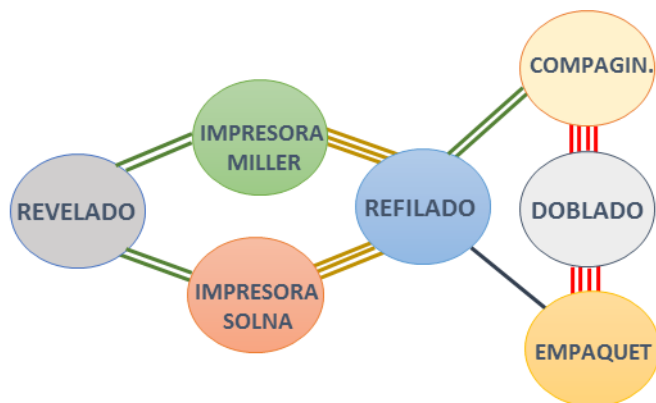 COMPAGIN.
IMPRESORA
MILLER
REVELADO
REFILADO
DOBLADO
IMPRESORA
SOLNA
EMPAQUET